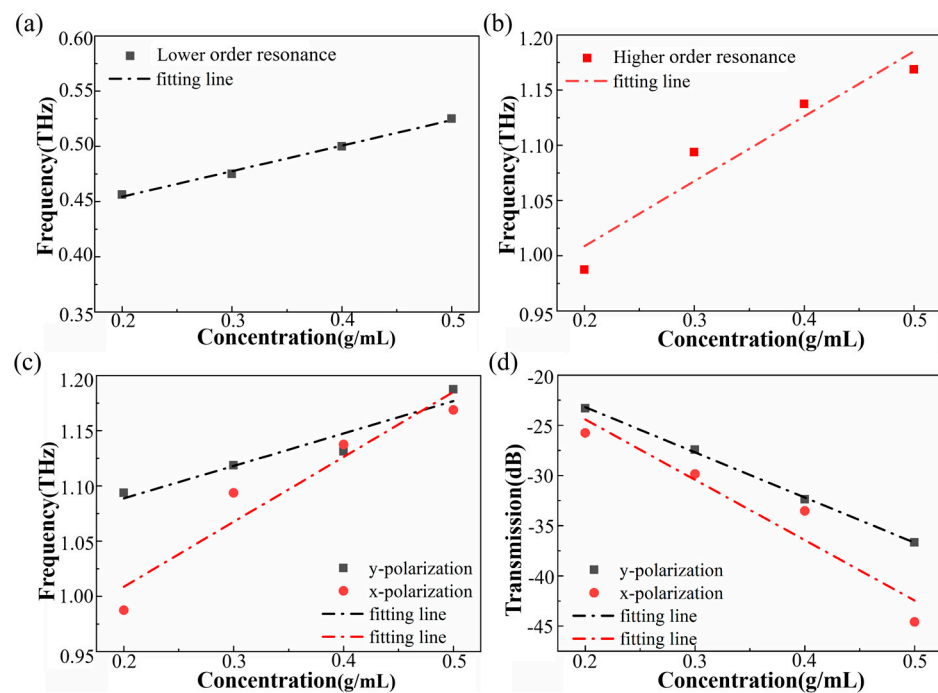 (a)
0.60
0.55
0.50
0.45
0.40
0.35
Frequency(THz)
Lower order resonance
fitting line
0.2 0.3 0.4 0.5
Concentration(g/mL)
(b)
1.20
1.15
1.10
1.05
1.00
0.95
Frequency(THz)
Higher order resonance
fitting line
0.2 0.3 0.4 0.5
Concentration(g/mL)
(c)
1.20
1.15
1.10
1.05
1.00
0.95
Frequency(THz)
y-polarization
x-polarization
fitting line
fitting line
0.2 0.3 0.4 0.5
Concentration(g/mL)
(d)
-20
-25
-30
-35
-40
-45
Transmission(dB)
y-polarization
x-polarization
fitting line
fitting line
0.2 0.3 0.4 0.5
Concentration(g/mL)